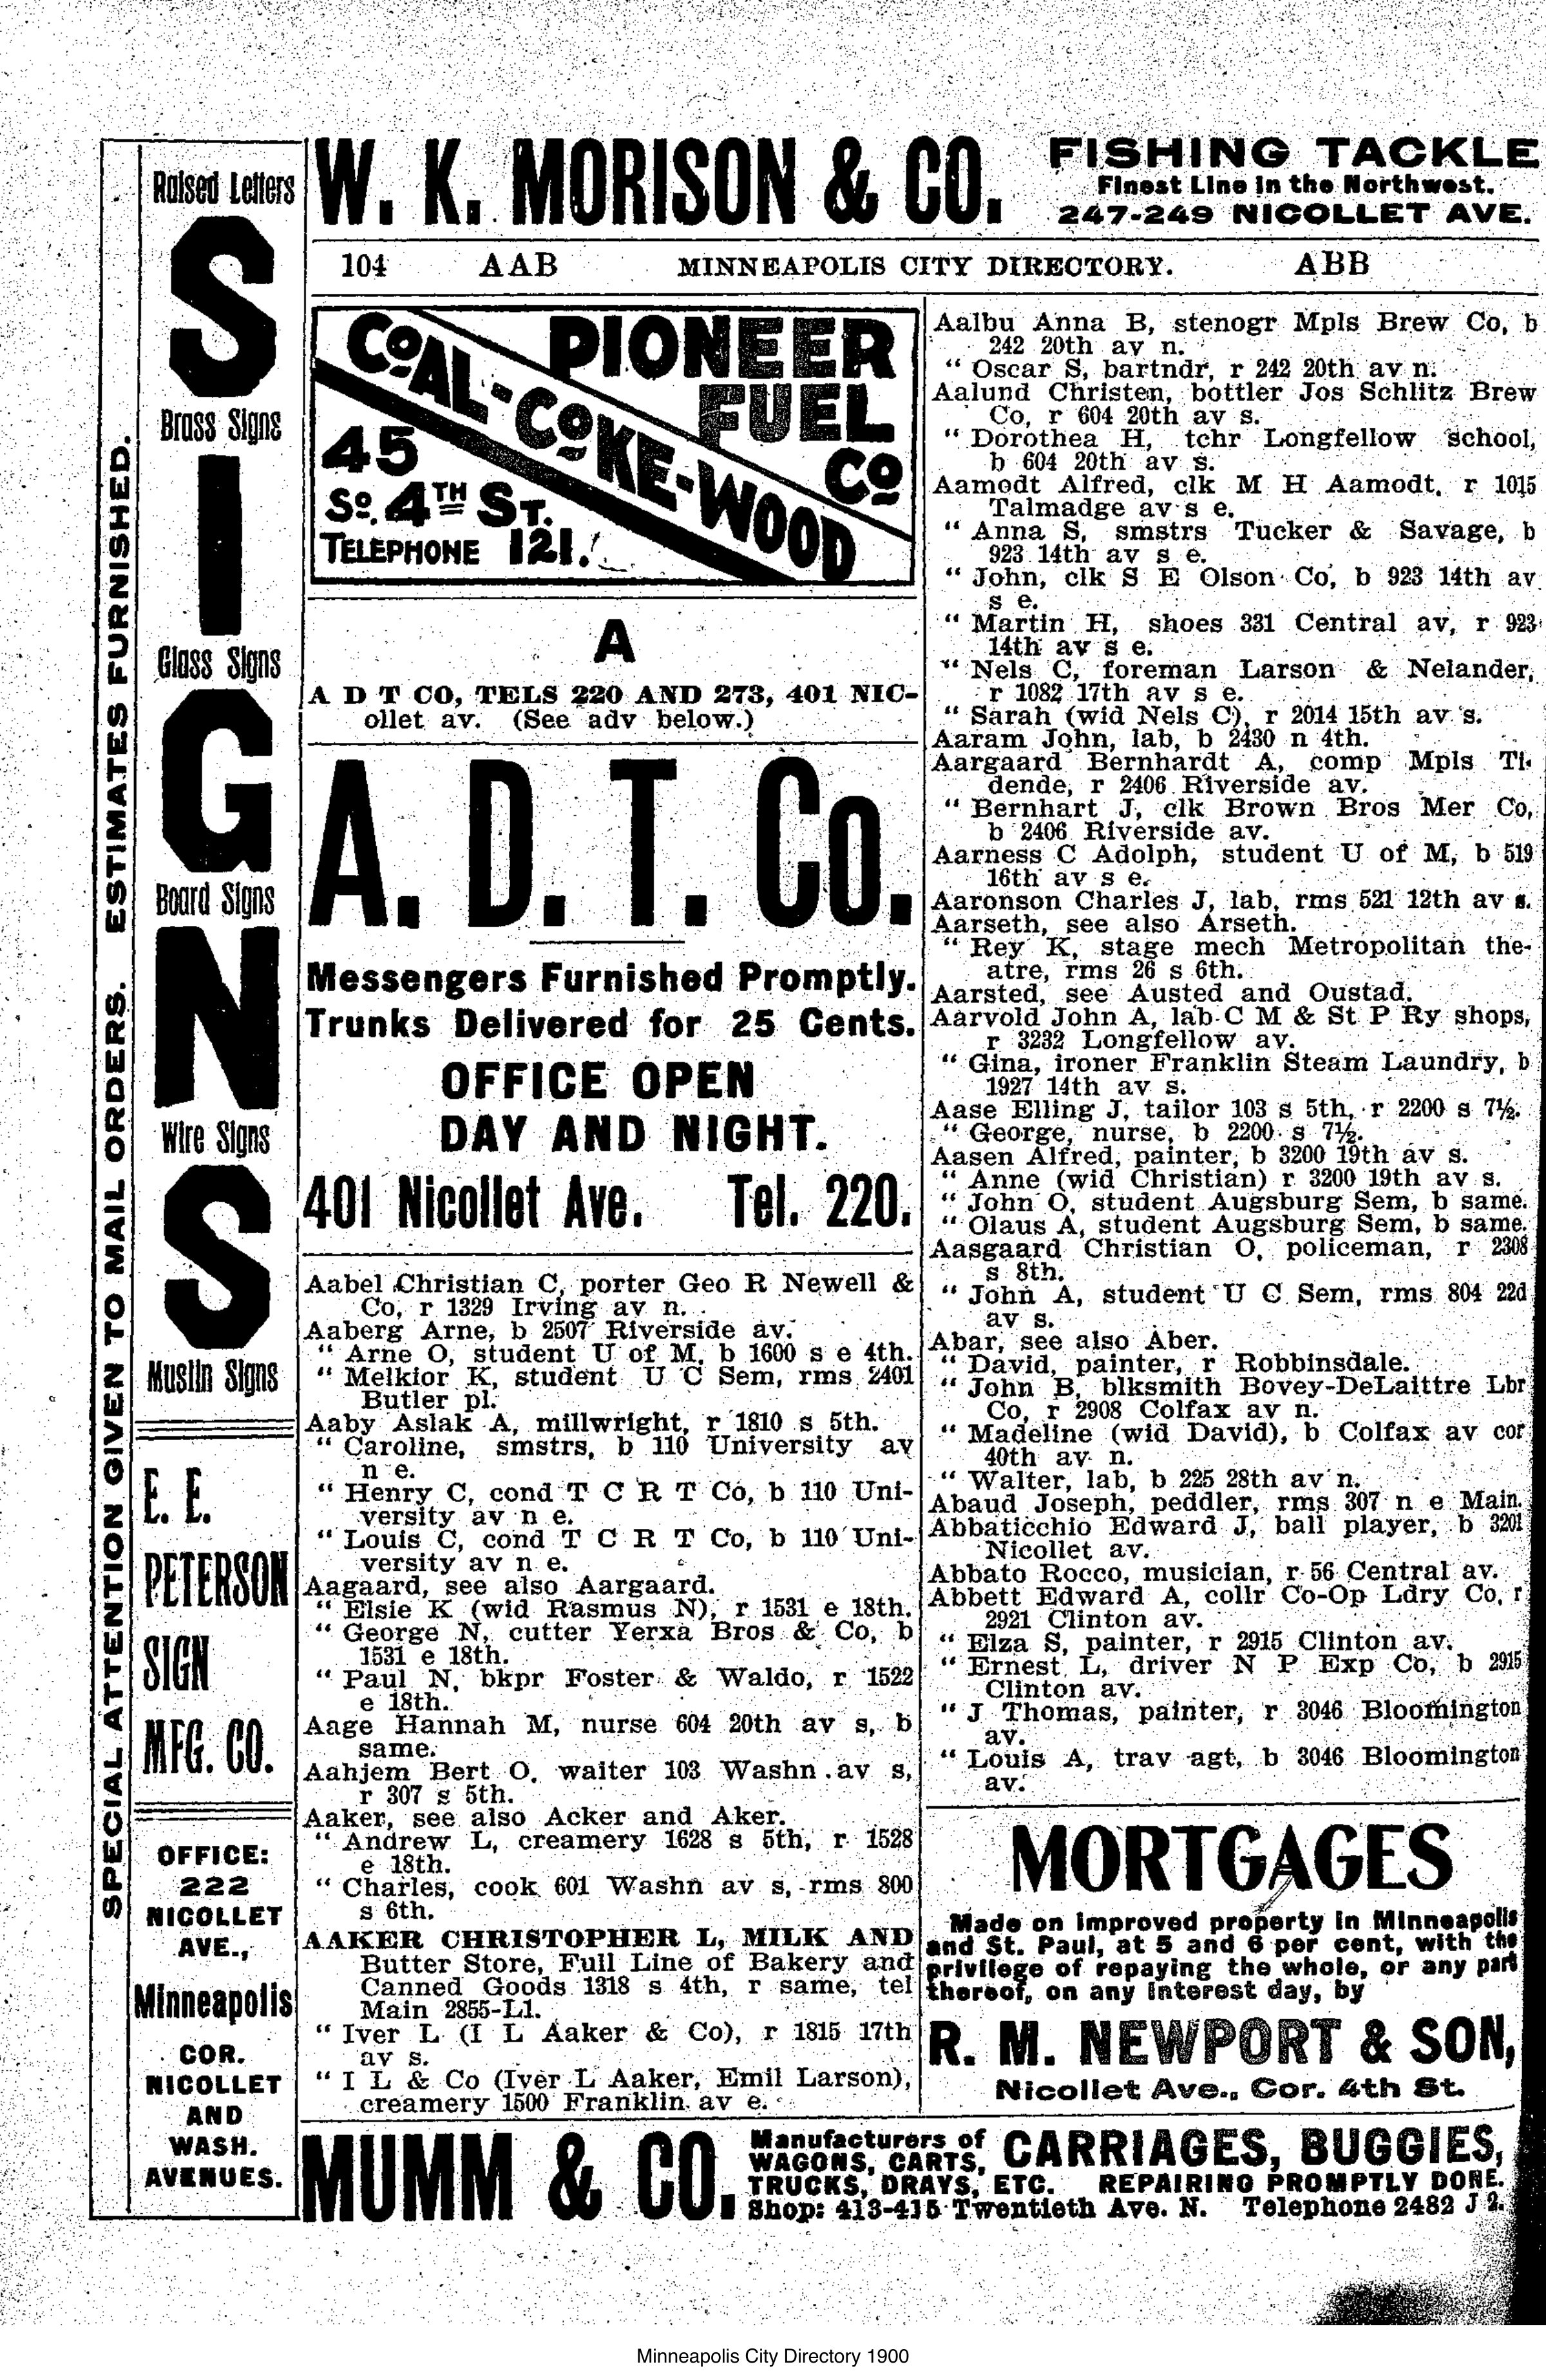 W. K. MORISON & CO.
FISHING TACKLE
Finest Line in the Northwest.
247-249 NICOLLET AVE.
104 AAB MINNEAPOLIS CITY DIRECTORY. ABB
SPECIAL ATTENTION GIVEN TO MAIL ORDERS. ESTIMATES FURNISHED.
Raised Letters
S
Brass Signs
I
Glass Signs
G
Board Signs
N
Wire Signs
S
Muslin Signs
E. E.
PETERSON
SIGN
MFG. CO.
OFFICE:
222
NICOLLET
AVE.,
Minneapolis
COR.
NICOLLET
AND
WASH.
AVENUES.
PIONEER
FUEL
CO
COAL-COKE-WOOD
45
So. 4TH ST.
TELEPHONE 121.
A
A D T CO, TELS 220 AND 273, 401 NIC-
ollet av. (See adv below.)
A. D. T. Co.
Messengers Furnished Promptly.
Trunks Delivered for 25 Cents.
OFFICE OPEN
DAY AND NIGHT.
401 Nicollet Ave. Tel. 220.
Aabel Christian C, porter Geo R Newell &
Co, r 1329 Irving av n.
Aaberg Arne, b 2507 Riverside av.
" Arne O, student U of M, b 1600 s e 4th.
" Melkior K, student U C Sem, rms 2401
Butler pl.
Aaby Aslak A, millwright, r 1810 s 5th.
" Caroline, smstrs, b 110 University av
n e.
" Henry C, cond T C R T Co, b 110 Uni-
versity av n e.
" Louis C, cond T C R T Co, b 110 Uni-
versity av n e.
Aagaard, see also Aargaard.
" Elsie K (wid Rasmus N), r 1531 e 18th.
" George N, cutter Yerxa Bros & Co, b
1531 e 18th.
" Paul N, bkpr Foster & Waldo, r 1522
e 18th.
Aage Hannah M, nurse 604 20th av s, b
same.
Aahjem Bert O, waiter 103 Washn av s,
r 307 s 5th.
Aaker, see also Acker and Aker.
" Andrew L, creamery 1628 s 5th, r 1528
e 18th.
" Charles, cook 601 Washn av s, rms 800
s 6th.
AAKER CHRISTOPHER L, MILK AND
Butter Store, Full Line of Bakery and
Canned Goods 1318 s 4th, r same, tel
Main 2855-L1.
" Iver L (I L Aaker & Co), r 1815 17th
av s.
" I L & Co (Iver L Aaker, Emil Larson),
creamery 1500 Franklin av e.
Aalbu Anna B, stenogr Mpls Brew Co, b
242 20th av n.
" Oscar S, bartndr, r 242 20th av n.
Aalund Christen, bottler Jos Schlitz Brew
Co, r 604 20th av s.
" Dorothea H, tchr Longfellow school,
b 604 20th av s.
Aamodt Alfred, clk M H Aamodt, r 1015
Talmadge av s e.
" Anna S, smstrs Tucker & Savage, b
923 14th av s e.
" John, clk S E Olson Co, b 923 14th av
s e.
" Martin H, shoes 331 Central av, r 923
14th av s e.
" Nels C, foreman Larson & Nelander,
r 1082 17th av s e.
" Sarah (wid Nels C), r 2014 15th av s.
Aaram John, lab, b 2430 n 4th.
Aargaard Bernhardt A, comp Mpls Ti-
dende, r 2406 Riverside av.
" Bernhart J, clk Brown Bros Mer Co,
b 2406 Riverside av.
Aarness C Adolph, student U of M, b 519
16th av s e.
Aaronson Charles J, lab, rms 521 12th av s.
Aarseth, see also Arseth.
" Rey K, stage mech Metropolitan the-
atre, rms 26 s 6th.
Aarsted, see Austed and Oustad.
Aarvold John A, lab C M & St P Ry shops,
r 3232 Longfellow av.
" Gina, ironer Franklin Steam Laundry, b
1927 14th av s.
Aase Elling J, tailor 103 s 5th, r 2200 s 7½.
" George, nurse, b 2200 s 7½.
Aasen Alfred, painter, b 3200 19th av s.
" Anne (wid Christian) r 3200 19th av s.
" John O, student Augsburg Sem, b same.
" Olaus A, student Augsburg Sem, b same.
Aasgaard Christian O, policeman, r 2308
s 8th.
" John A, student U C Sem, rms 804 22d
av s.
Abar, see also Aber.
" David, painter, r Robbinsdale.
" John B, blksmith Bovey-DeLaittre Lbr
Co, r 2908 Colfax av n.
" Madeline (wid David), b Colfax av cor
40th av n.
" Walter, lab, b 225 28th av n.
Abaud Joseph, peddler, rms 307 n e Main.
Abbaticchio Edward J, ball player, b 3201
Nicollet av.
Abbato Rocco, musician, r 56 Central av.
Abbett Edward A, collr Co-Op Ldry Co, r
2921 Clinton av.
" Elza S, painter, r 2915 Clinton av.
" Ernest L, driver N P Exp Co, b 2915
Clinton av.
" J Thomas, painter, r 3046 Bloomington
av.
" Louis A, trav agt, b 3046 Bloomington
av.
MORTGAGES
Made on improved property in Minneapolis
and St. Paul, at 5 and 6 per cent, with the
privilege of repaying the whole, or any part
thereof, on any interest day, by
R. M. NEWPORT & SON,
Nicollet Ave., Cor. 4th St.
MUMM & CO.
Manufacturers of
WAGONS, CARTS,
CARRIAGES, BUGGIES,
TRUCKS, DRAYS, ETC. REPAIRING PROMPTLY DONE.
Shop: 413-415 Twentieth Ave. N. Telephone 2482 J 2.
Minneapolis City Directory 1900